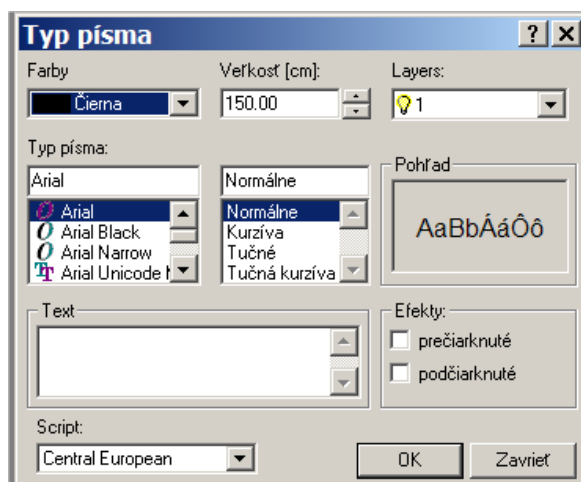 Typ písma
Farby Veľkosť [cm]: Layers:
Čierna 150.00 1
Typ písma:
Arial Normálne
Arial
Arial Black
Arial Narrow
Arial Unicode
Normálne
Kurzíva
Tučné
Tučná kurzíva
Pohľad
AaBbÁáÔô
Text
Efekty:
prečiarknuté
podčiarknuté
Script:
Central European
OK Zavrieť